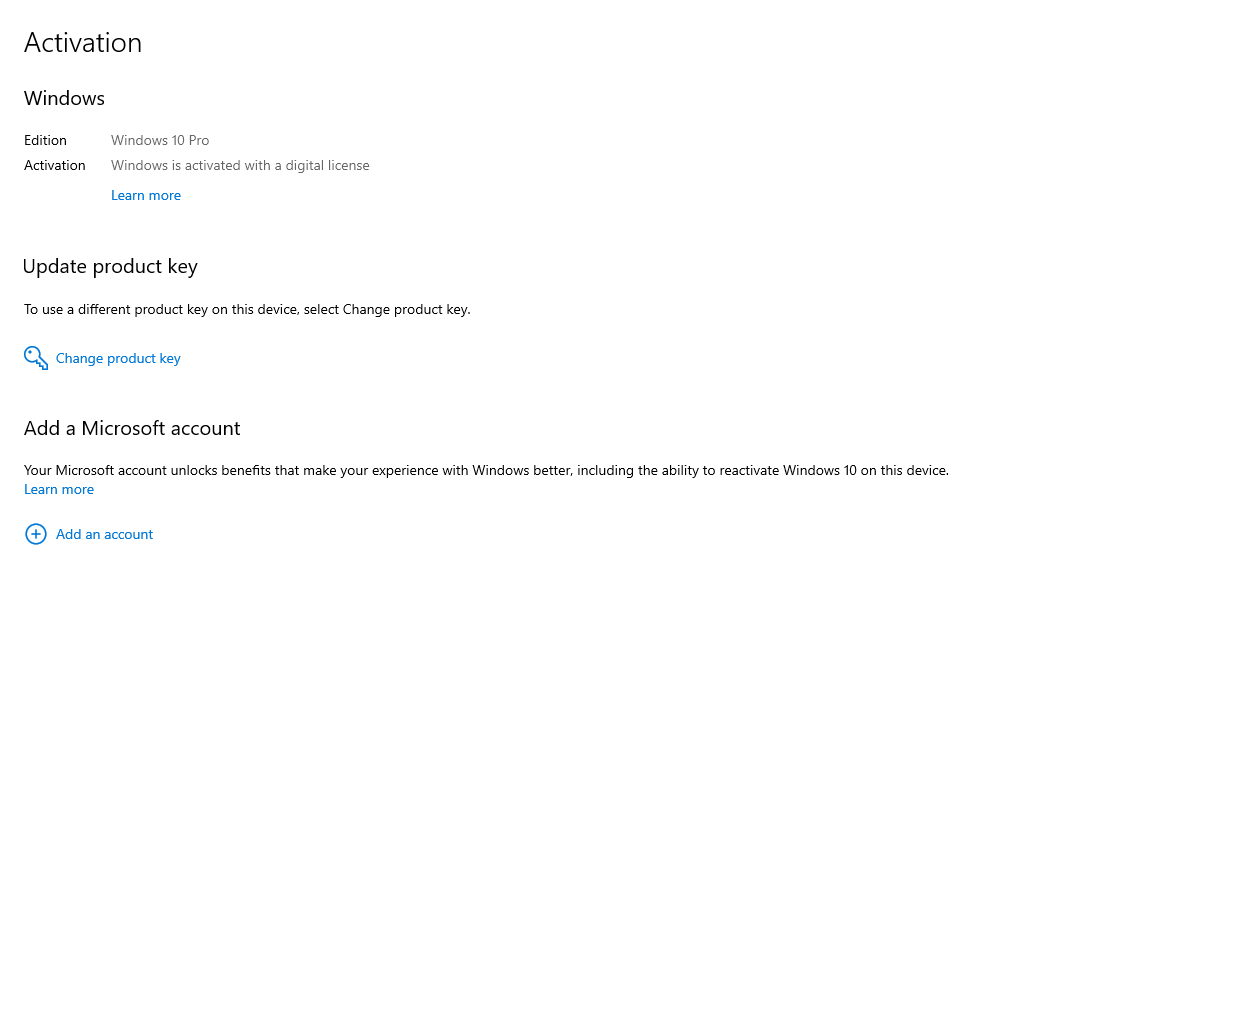 Activation
Windows
Edition Windows 10 Pro
Activation Windows is activated with a digital license
Learn more
Update product key
To use a different product key on this device, select Change product key.
Change product key
Add a Microsoft account
Your Microsoft account unlocks benefits that make your experience with Windows better, including the ability to reactivate Windows 10 on this device.
Learn more
Add an account